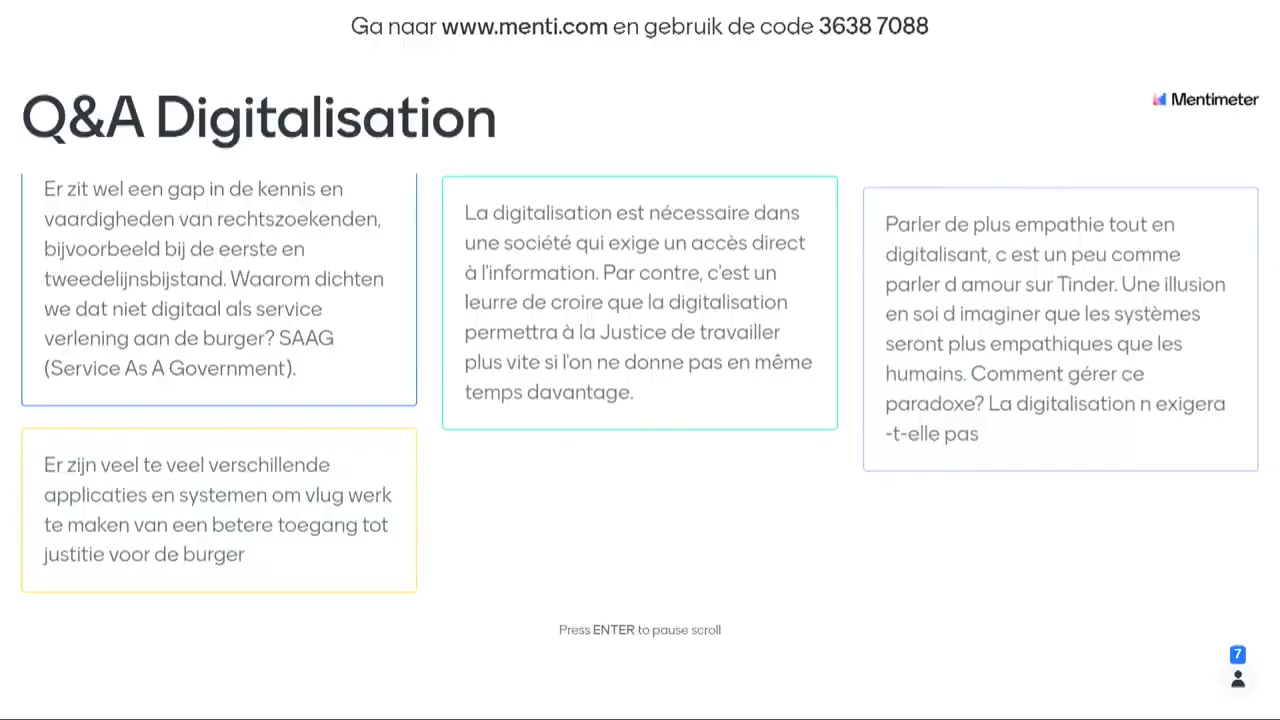 Ga naar www.menti.com en gebruik de code 3638 7088
Mentimeter
Q&A Digitalisation
Er zit wel een gap in de kennis en
vaardigheden van rechtszoekenden,
bijvoorbeeld bij de eerste en
tweedelijnsbijstand. Waarom dichten
we dat niet digitaal als service
verlening aan de burger? SAAG
(Service As A Government).
Er zijn veel te veel verschillende
applicaties en systemen om vlug werk
te maken van een betere toegang tot
justitie voor de burger
La digitalisation est nécessaire dans
une société qui exige un accès direct
à l'information. Par contre, c'est un
leurre de croire que la digitalisation
permettra à la Justice de travailler
plus vite si l'on ne donne pas en même
temps davantage.
Parler de plus empathie tout en
digitalisant, c est un peu comme
parler d amour sur Tinder. Une illusion
en soi d imaginer que les systèmes
seront plus empathiques que les
humains. Comment gérer ce
paradoxe? La digitalisation n exigera
-t-elle pas
Press ENTER to pause scroll
7